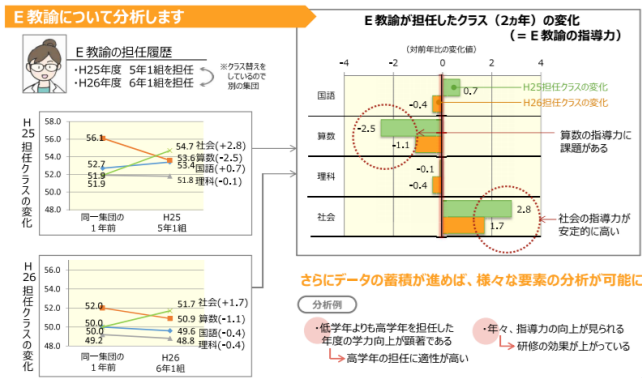 E教諭について分析します
E教諭の担任履歴
・H25年度 5年1組を担任
・H26年度 6年1組を担任
※クラス替えを
しているので
別の集団
H25担任クラスの変化
58.0
56.0
54.0
52.0
50.0
48.0
56.1
52.7
51.9
51.9
54.7
53.6
53.4
51.8
社会(+2.8)
算数(-2.5)
国語(+0.7)
理科(-0.1)
同一集団の
1年前
H25
5年1組
H26担任クラスの変化
56.0
54.0
52.0
50.0
48.0
52.0
50.0
50.0
49.2
51.7
50.9
49.6
48.8
社会(+1.7)
算数(-1.1)
国語(-0.4)
理科(-0.4)
同一集団の
1年前
H26
6年1組
E教諭が担任したクラス(2ヵ年)の変化
(=E教諭の指導力)
(対前年比の変化値)
-4
-2
0
2
4
国語
0.7
-0.4
H25担任クラスの変化
H26担任クラスの変化
算数
-2.5
-1.1
算数の指導力に
課題がある
理科
-0.1
-0.4
社会
2.8
1.7
社会の指導力が
安定的に高い
さらにデータの蓄積が進めば、様々な要素の分析が可能に
分析例
・低学年よりも高学年を担任した
年度の学力向上が顕著である
高学年の担任に適性が高い
・年々、指導力の向上が見られる
研修の効果が上がっている